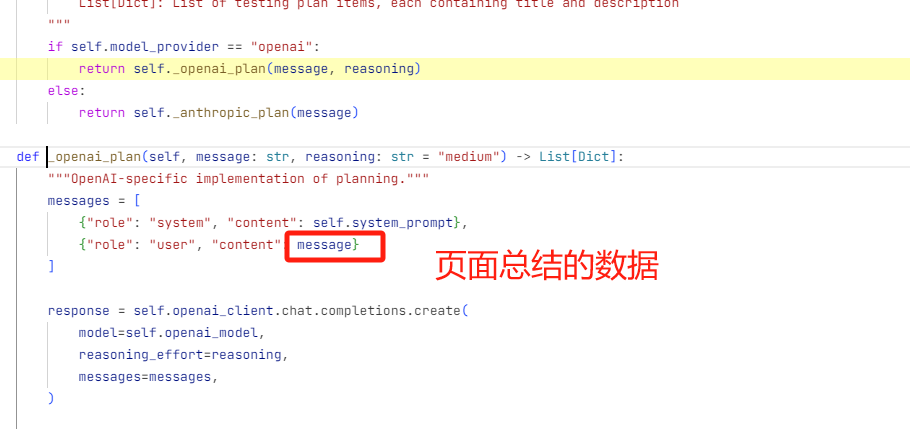 List[Dict]: List of testing plan items, each containing title and description
"""
if self.model_provider == "openai":
return self._openai_plan(message, reasoning)
else:
return self._anthropic_plan(message)
def _openai_plan(self, message: str, reasoning: str = "medium") -> List[Dict]:
"""OpenAI-specific implementation of planning."""
messages = [
{"role": "system", "content": self.system_prompt},
{"role": "user", "content": message}
]
页面总结的数据
response = self.openai_client.chat.completions.create(
model=self.openai_model,
reasoning_effort=reasoning,
messages=messages,
)